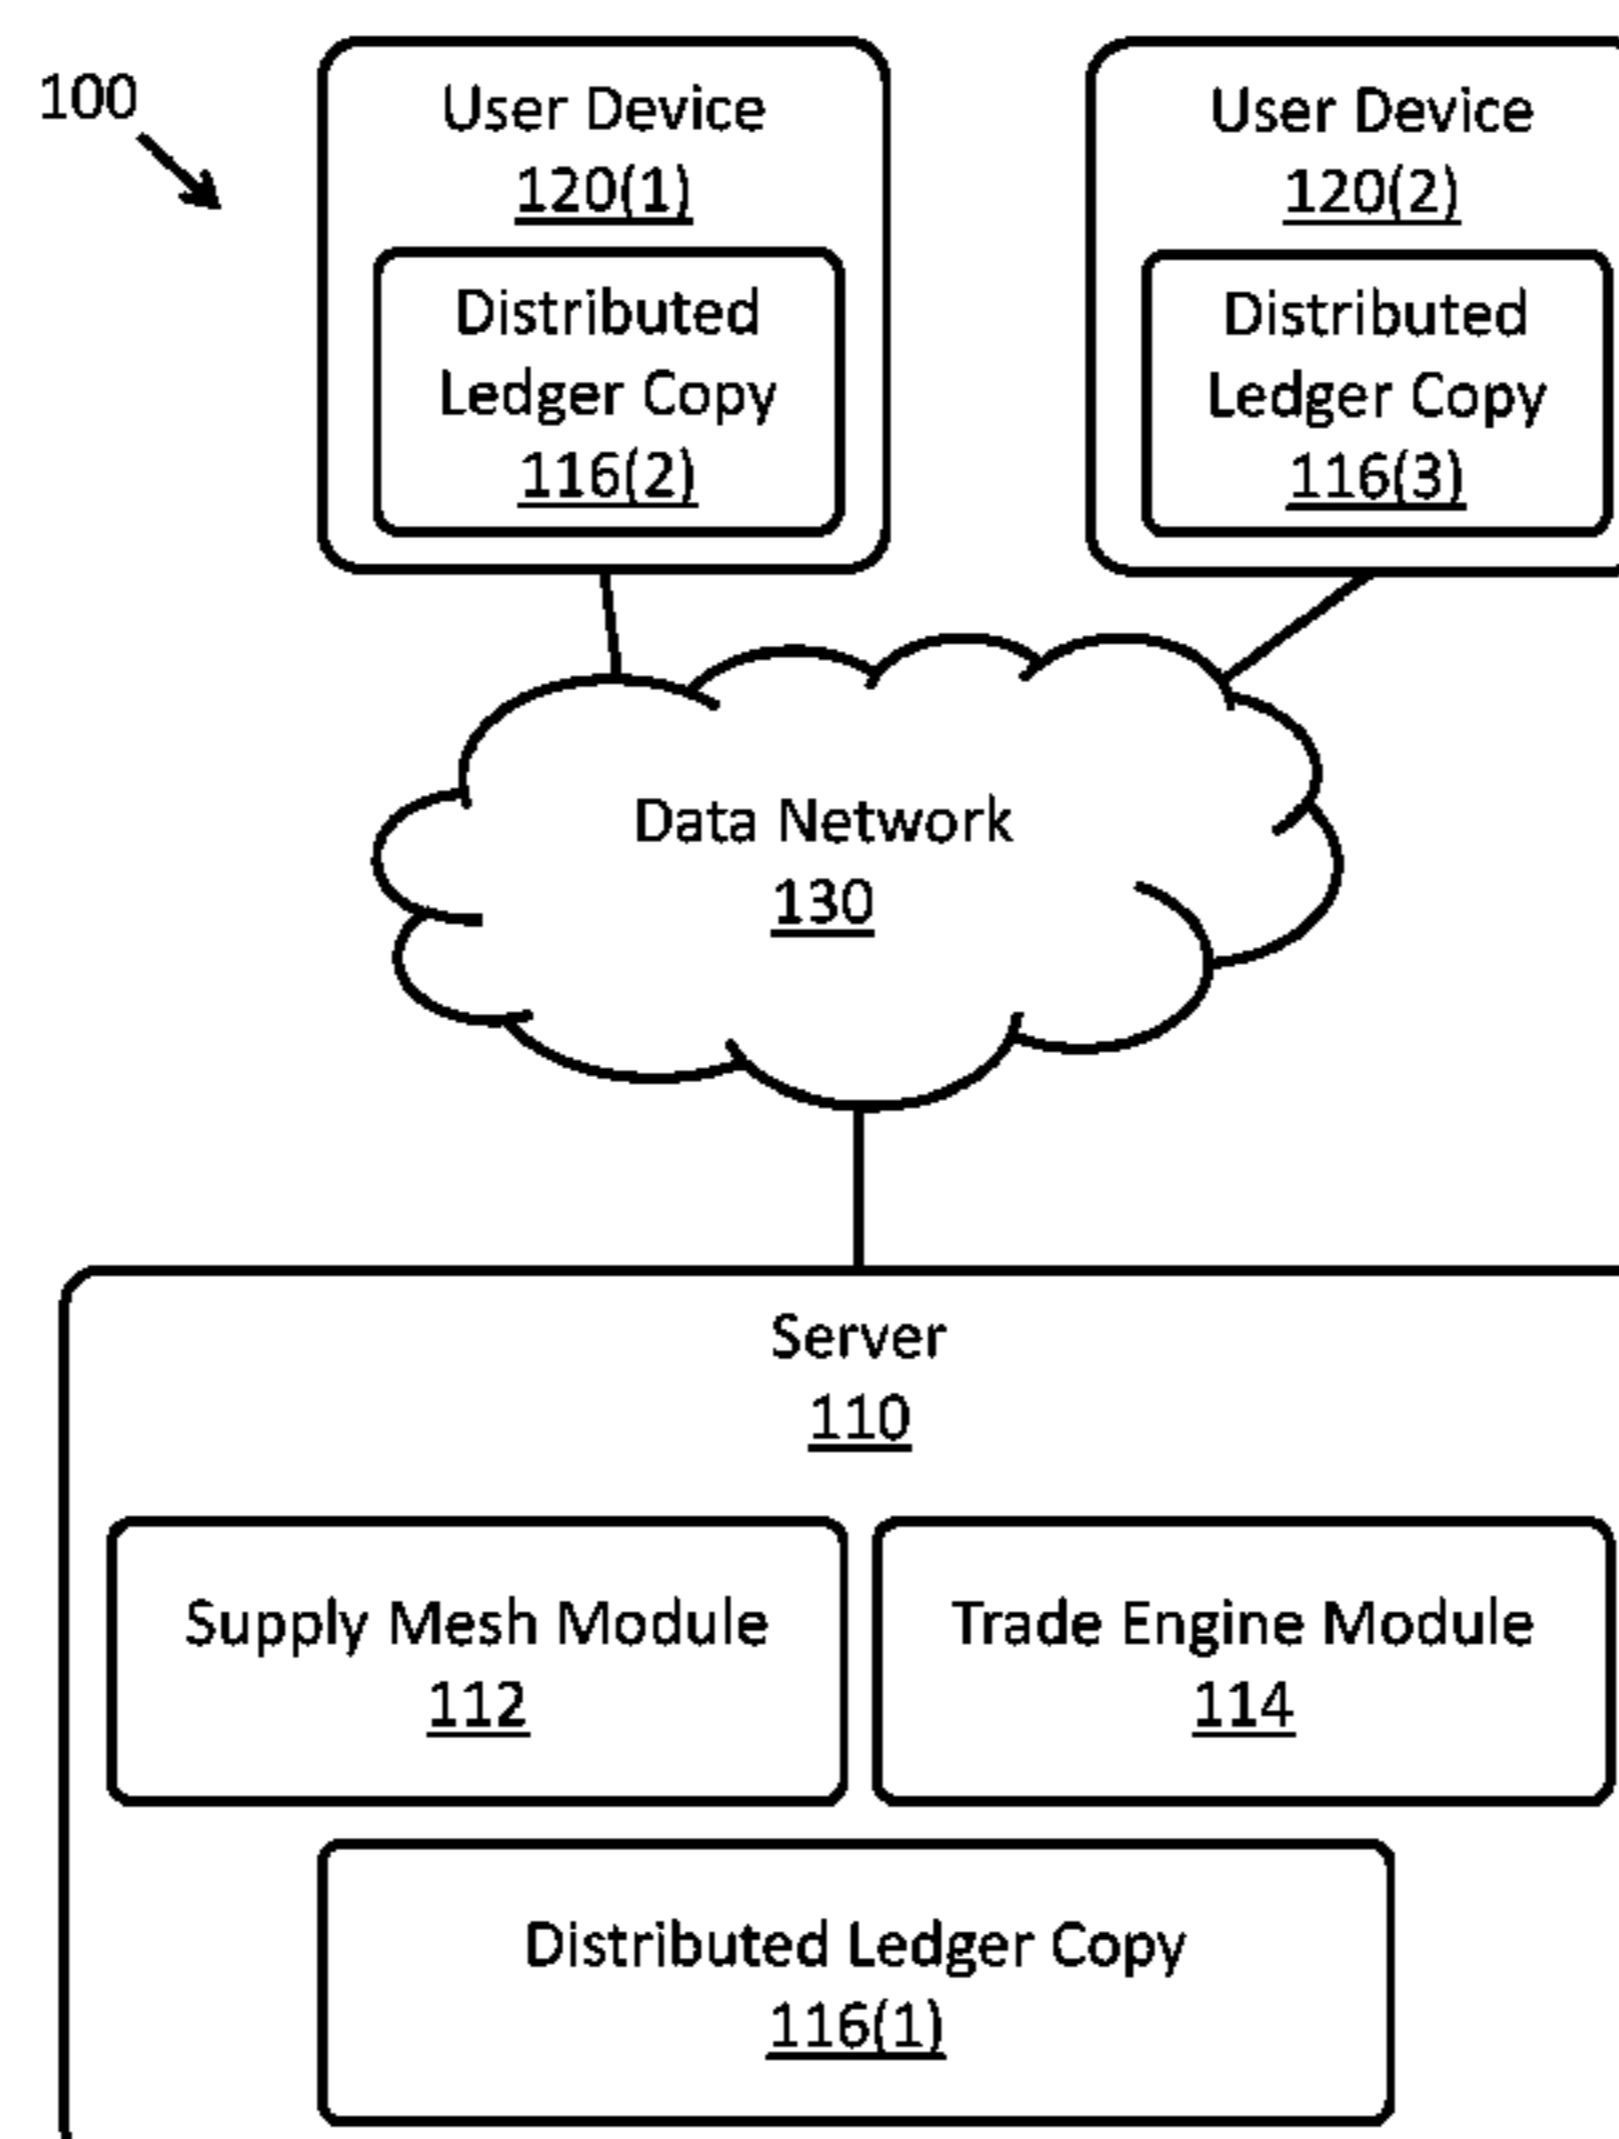 100
User Device
120(1)
Distributed
Ledger Copy
116(2)
User Device
120(2)
Distributed
Ledger Copy
116(3)
Data Network
130
Server
110
Supply Mesh Module
112
Trade Engine Module
114
Distributed Ledger Copy
116(1)